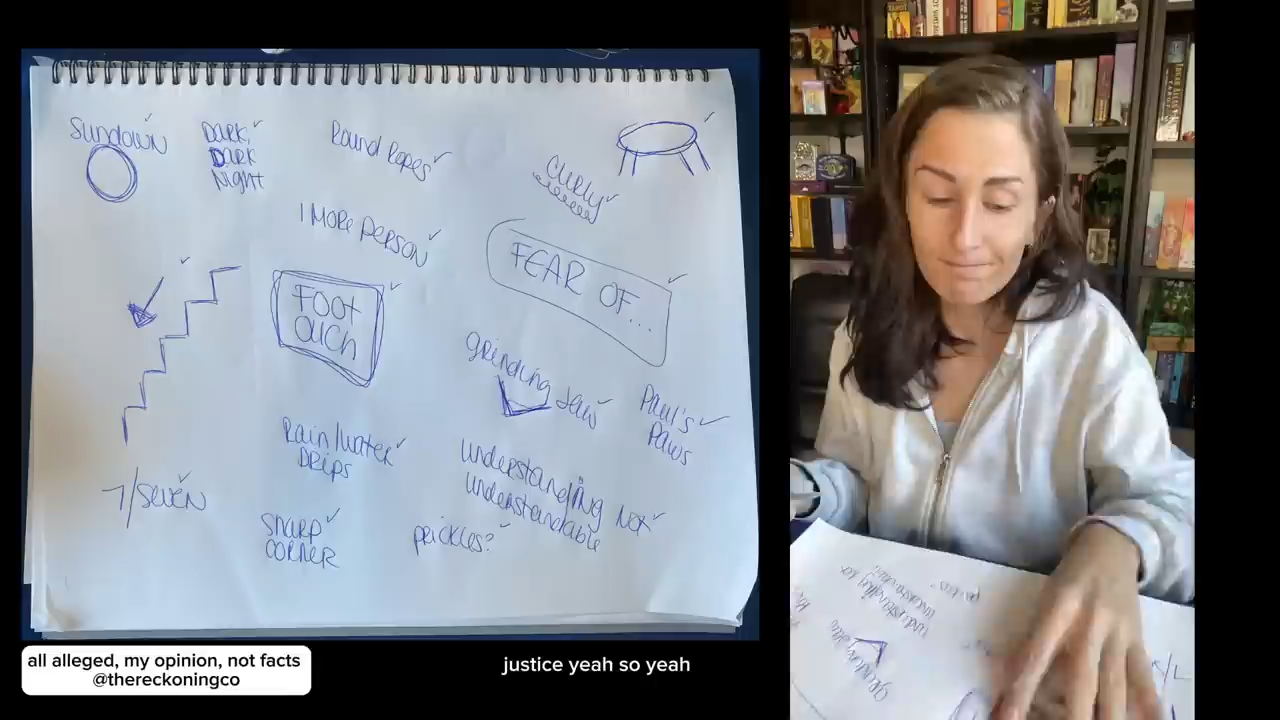 Sundown
DARK,
DARK
Night
Round Ropes
Curly
1 MORE PERSON
FEAR OF...
FOOT
OUCH
grinding Jaw
Paul's
Paws
Rain/water
DRIPS
understanding not
understandable
7/SEVEN
SHARP
CORNER
PRICKLES?
all alleged, my opinion, not facts
@thereckoningco
justice yeah so yeah